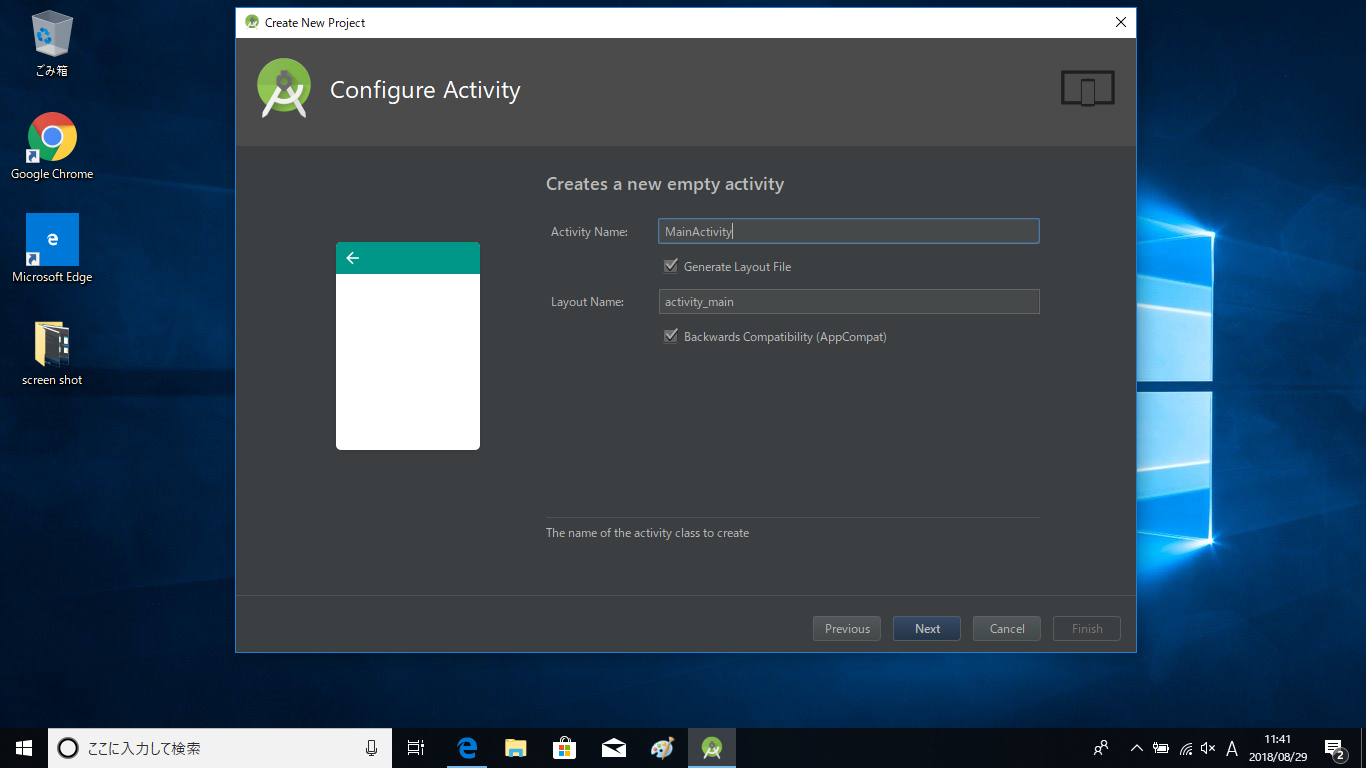 ごみ箱
Google Chrome
Microsoft Edge
screen shot
Create New Project
Configure Activity
Creates a new empty activity
Activity Name: MainActivity
Generate Layout File
Layout Name: activity_main
Backwards Compatibility (AppCompat)
The name of the activity class to create
Previous Next Cancel Finish
ここに入力して検索
A
11:41
2018/08/29
2